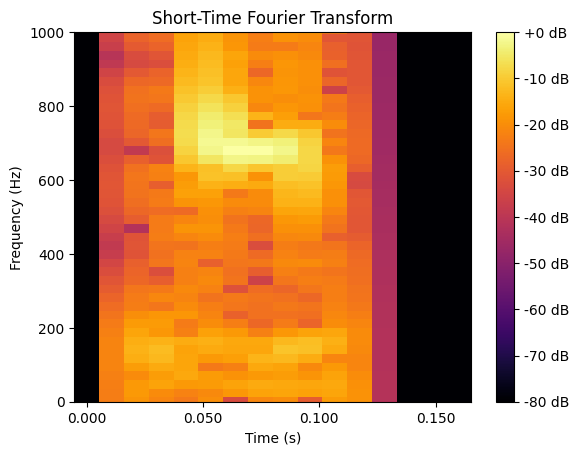 Short-Time Fourier Transform
1000
800
600
400
200
0
Frequency (Hz)
0.000
0.050
0.100
0.150
Time (s)
+0 dB
-10 dB
-20 dB
-30 dB
-40 dB
-50 dB
-60 dB
-70 dB
-80 dB